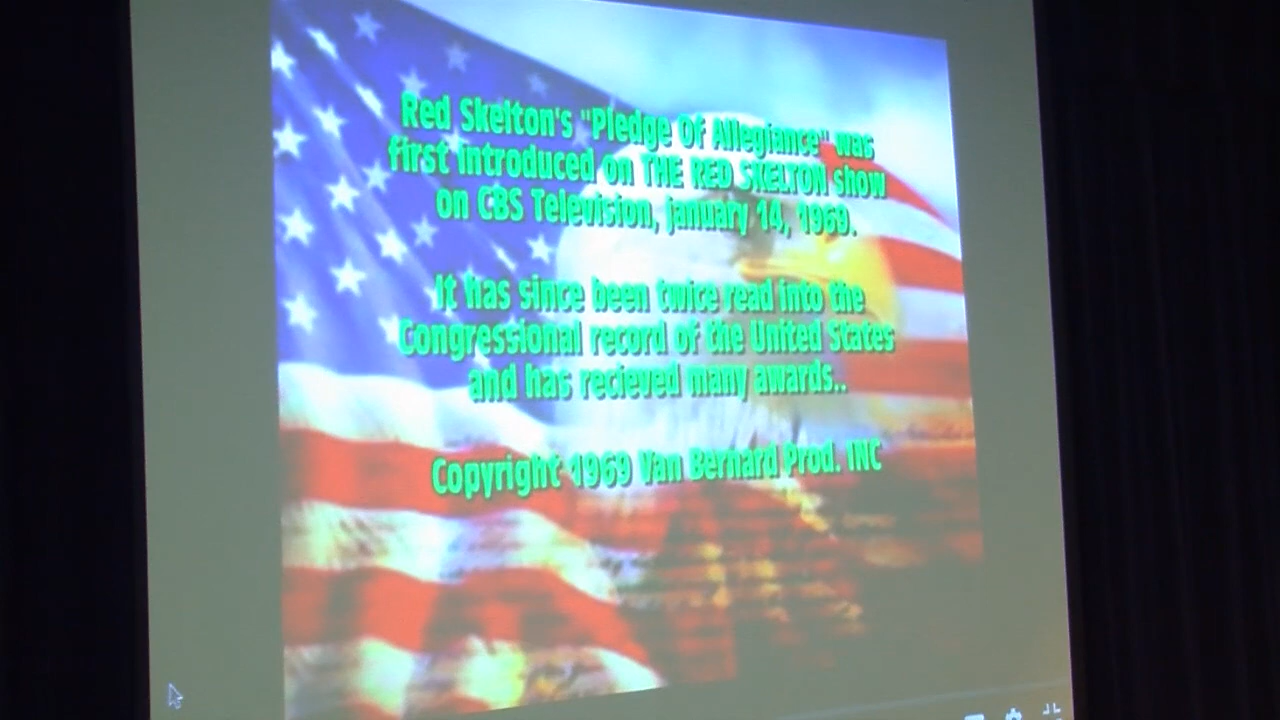 Red Skelton's "Pledge Of Allegiance" was
first introduced on THE RED SKELTON show
on CBS Television, january 14, 1969.
It has since been twice read into the
Congressional record of the United States
and has recieved many awards..
Copyright 1969 Van Bernard Prod. INC